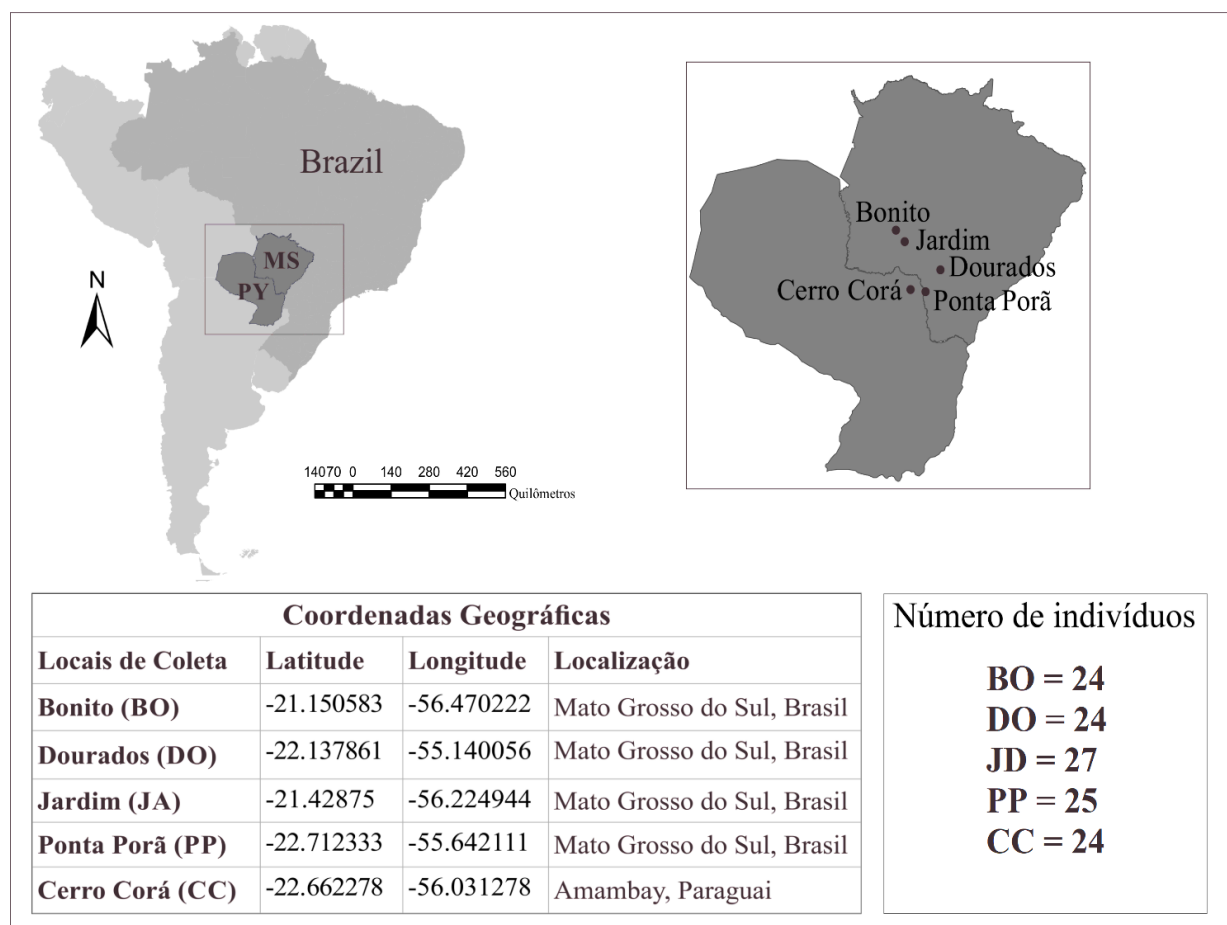 Brazil
MS
PY
N
14070 0 140 280 420 560
Quilômetros
Bonito
Jardim
Dourados
Cerro Corá
Ponta Porã
Coordenadas Geográficas
Locais de Coleta Latitude Longitude Localização
Bonito (BO) -21.150583 -56.470222 Mato Grosso do Sul, Brasil
Dourados (DO) -22.137861 -55.140056 Mato Grosso do Sul, Brasil
Jardim (JA) -21.42875 -56.224944 Mato Grosso do Sul, Brasil
Ponta Porã (PP) -22.712333 -55.642111 Mato Grosso do Sul, Brasil
Cerro Corá (CC) -22.662278 -56.031278 Amambay, Paraguai
Número de indivíduos
BO = 24
DO = 24
JD = 27
PP = 25
CC = 24